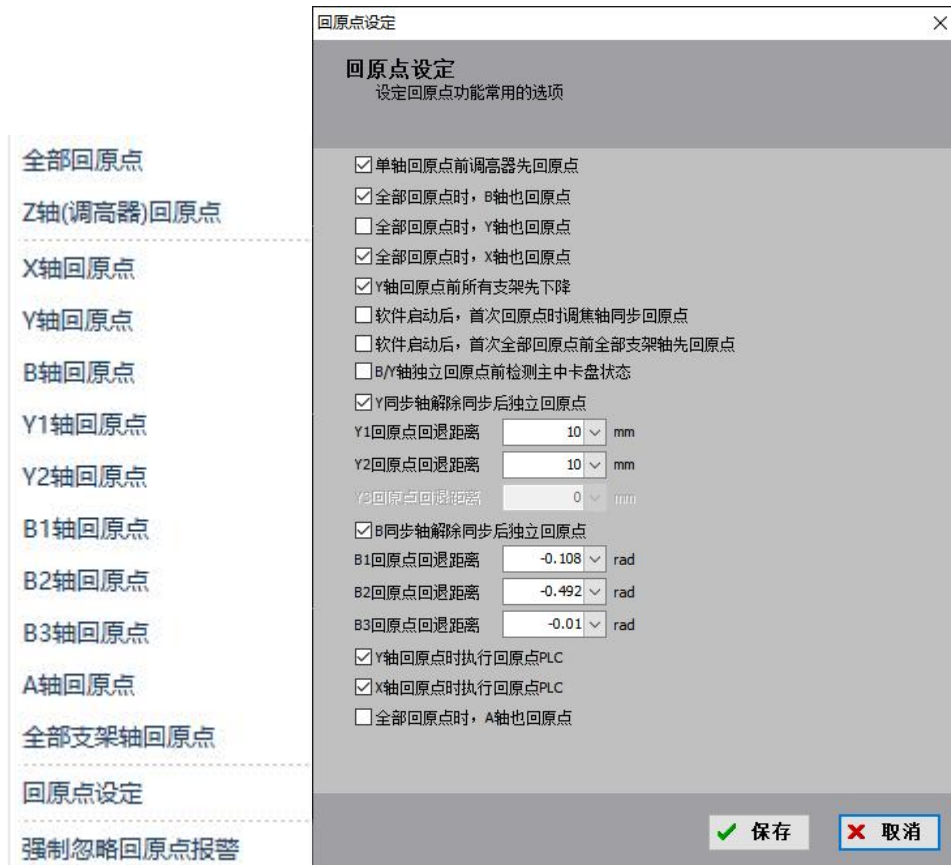 全部回原点
Z轴(调高器)回原点
X轴回原点
Y轴回原点
B轴回原点
Y1轴回原点
Y2轴回原点
B1轴回原点
B2轴回原点
B3轴回原点
A轴回原点
全部支架轴回原点
回原点设定
强制忽略回原点报警
回原点设定
回原点设定
设定回原点功能常用的选项
单轴回原点前调高器先回原点
全部回原点时，B轴也回原点
全部回原点时，Y轴也回原点
全部回原点时，X轴也回原点
Y轴回原点前所有支架先下降
软件启动后，首次回原点时调焦轴同步回原点
软件启动后，首次全部回原点前全部支架轴先回原点
B/Y轴独立回原点前检测主中卡盘状态
Y同步轴解除同步后独立回原点
Y1回原点回退距离 10 mm
Y2回原点回退距离 10 mm
Y3回原点回退距离 0 mm
B同步轴解除同步后独立回原点
B1回原点回退距离 -0.108 rad
B2回原点回退距离 -0.492 rad
B3回原点回退距离 -0.01 rad
Y轴回原点时执行回原点PLC
X轴回原点时执行回原点PLC
全部回原点时，A轴也回原点
保存 取消